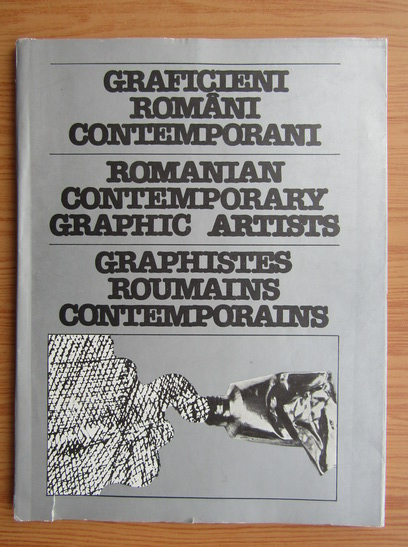 GRAFICIENI
ROMÂNI
CONTEMPORANI
ROMANIAN
CONTEMPORARY
GRAPHIC ARTISTS
GRAPHISTES
ROUMAINS
CONTEMPORAINS